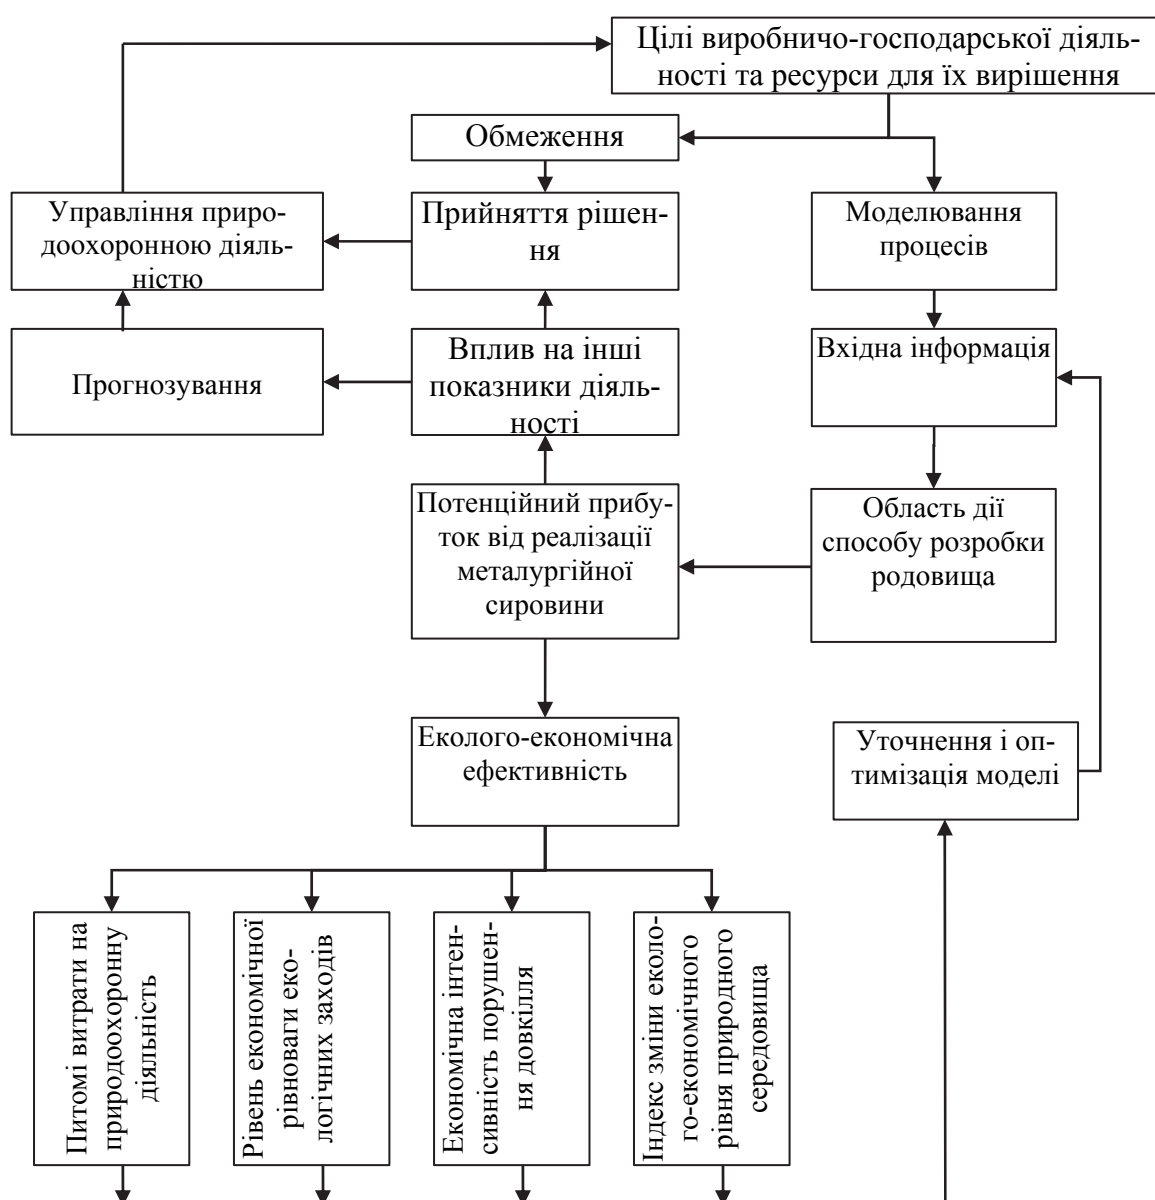 Цілі виробничо-господарської діяль-
ності та ресурси для їх вирішення
Обмеження
Управління приро-
доохоронною діяль-
ністю
Прийняття рішен-
ня
Моделювання
процесів
Прогнозування
Вплив на інші
показники діяль-
ності
Вхідна інформація
Потенційний прибу-
ток від реалізації
металургійної
сировини
Область дії
способу розробки
родовища
Еколого-економічна
ефективність
Уточнення і оп-
тимізація моделі
Питомі витрати на
природоохоронну
діяльність
Рівень економічної
рівноваги еко-
логічних заходів
Економічна інтен-
сивність порушен-
ня довкілля
Індекс зміни еколо-
го-економічного
рівня природного
середовища